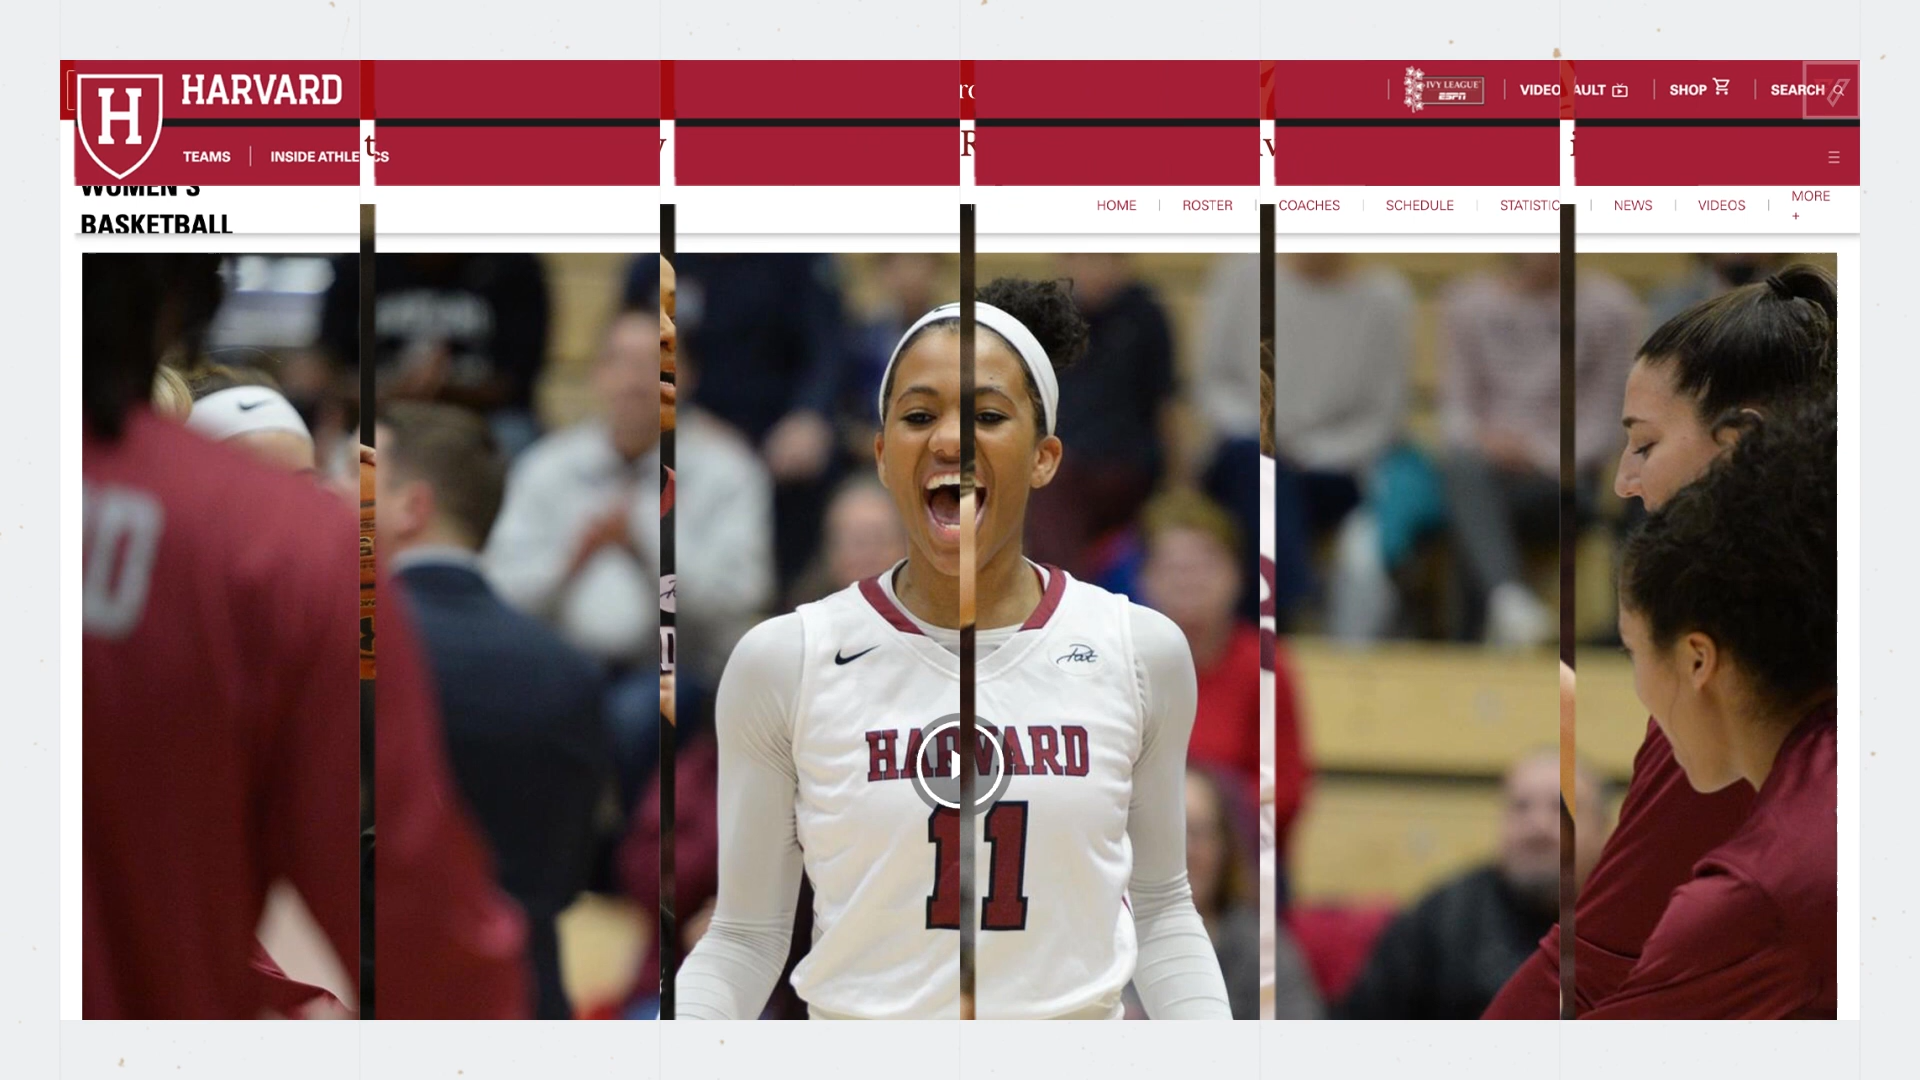 H
HARVARD
IVY LEAGUE
ESPN
VIDEO
AULT
SHOP
SEARCH
TEAMS
INSIDE ATHLE
CS
WOMEN'S
BASKETBALL
HOME
ROSTER
COACHES
SCHEDULE
STATISTIC
NEWS
VIDEOS
MORE
+
HARVARD
11